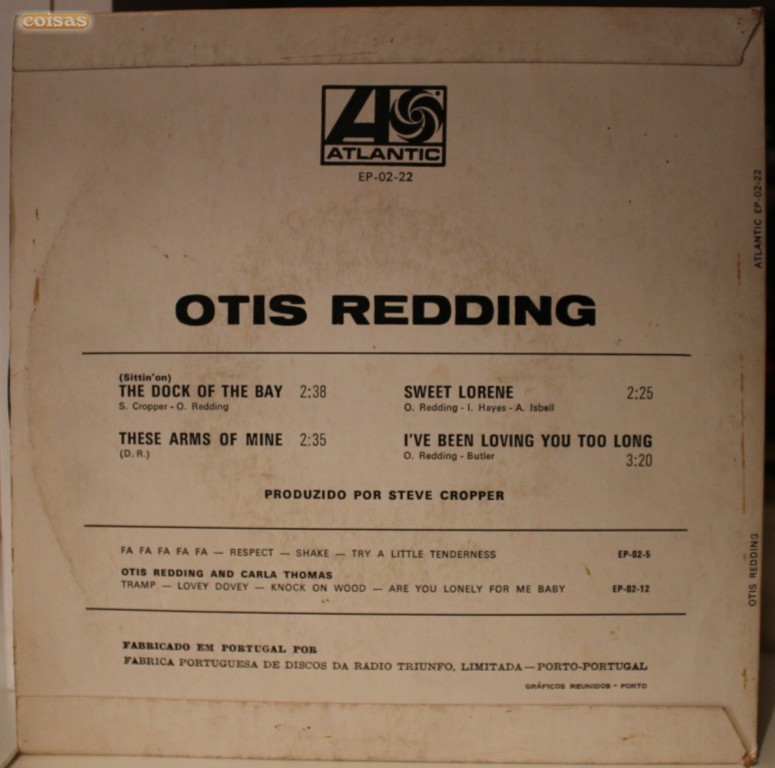 coisas
ATLANTIC
EP-02-22
OTIS REDDING
(Sittin'on)
THE DOCK OF THE BAY 2:38
S. Cropper - O. Redding
THESE ARMS OF MINE 2:35
(D. R.)
SWEET LORENE 2:25
O. Redding - I. Hayes - A. Isbell
I'VE BEEN LOVING YOU TOO LONG
O. Redding - Butler 3:20
PRODUZIDO POR STEVE CROPPER
FA FA FA FA FA — RESPECT — SHAKE — TRY A LITTLE TENDERNESS EP-02-5
OTIS REDDING AND CARLA THOMAS
TRAMP — LOVEY DOVEY — KNOCK ON WOOD — ARE YOU LONELY FOR ME BABY EP-02-12
FABRICADO EM PORTUGAL POR
FABRICA PORTUGUESA DE DISCOS DA RADIO TRIUNFO, LIMITADA — PORTO-PORTUGAL
GRÁFICOS REUNIDOS - PORTO
ATLANTIC EP-02-22
OTIS REDDING